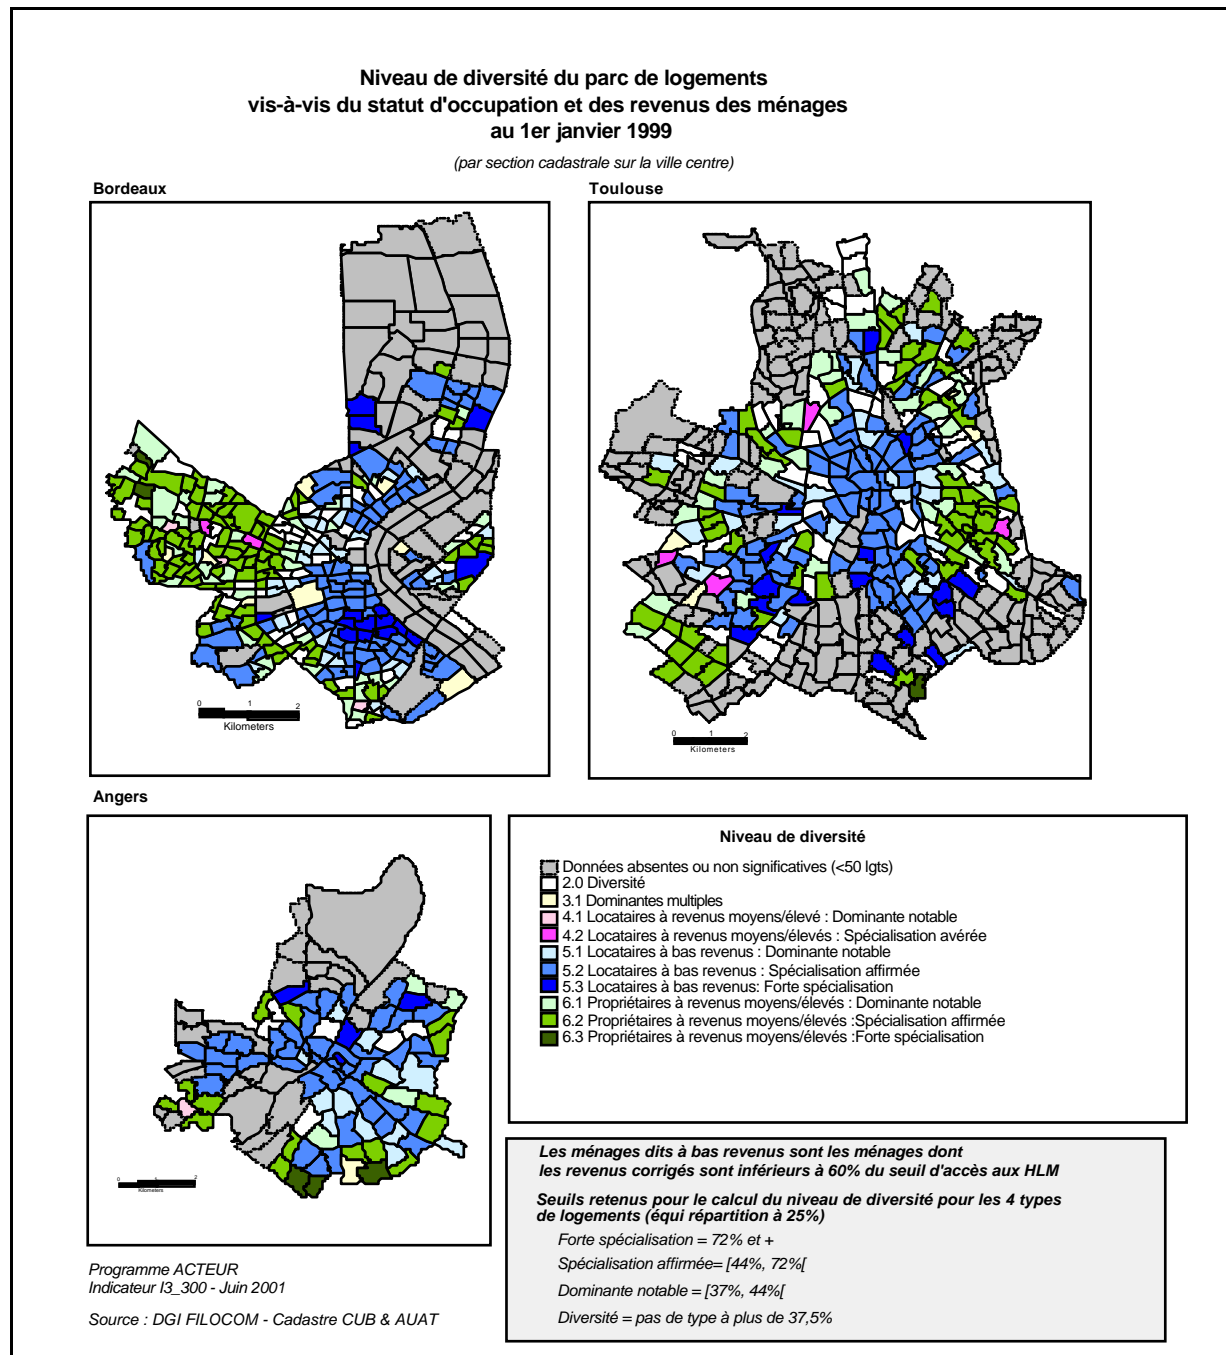 Niveau de diversité du parc de logements
vis-à-vis du statut d'occupation et des revenus des ménages
au 1er janvier 1999
(par section cadastrale sur la ville centre)
Bordeaux
0 1 2
Kilometers
Toulouse
0 1 2
Kilometers
Angers
0 1 2
Kilometers
Niveau de diversité
Données absentes ou non significatives (<50 lgts)
2.0 Diversité
3.1 Dominantes multiples
4.1 Locataires à revenus moyens/élevé : Dominante notable
4.2 Locataires à revenus moyens/élevés : Spécialisation avérée
5.1 Locataires à bas revenus : Dominante notable
5.2 Locataires à bas revenus : Spécialisation affirmée
5.3 Locataires à bas revenus: Forte spécialisation
6.1 Propriétaires à revenus moyens/élevés : Dominante notable
6.2 Propriétaires à revenus moyens/élevés :Spécialisation affirmée
6.3 Propriétaires à revenus moyens/élevés :Forte spécialisation
Les ménages dits à bas revenus sont les ménages dont
les revenus corrigés sont inférieurs à 60% du seuil d'accès aux HLM
Seuils retenus pour le calcul du niveau de diversité pour les 4 types
de logements (équi répartition à 25%)
Forte spécialisation = 72% et +
Spécialisation affirmée= [44%, 72%[
Dominante notable = [37%, 44%[
Diversité = pas de type à plus de 37,5%
Programme ACTEUR
Indicateur I3_300 - Juin 2001
Source : DGI FILOCOM - Cadastre CUB & AUAT